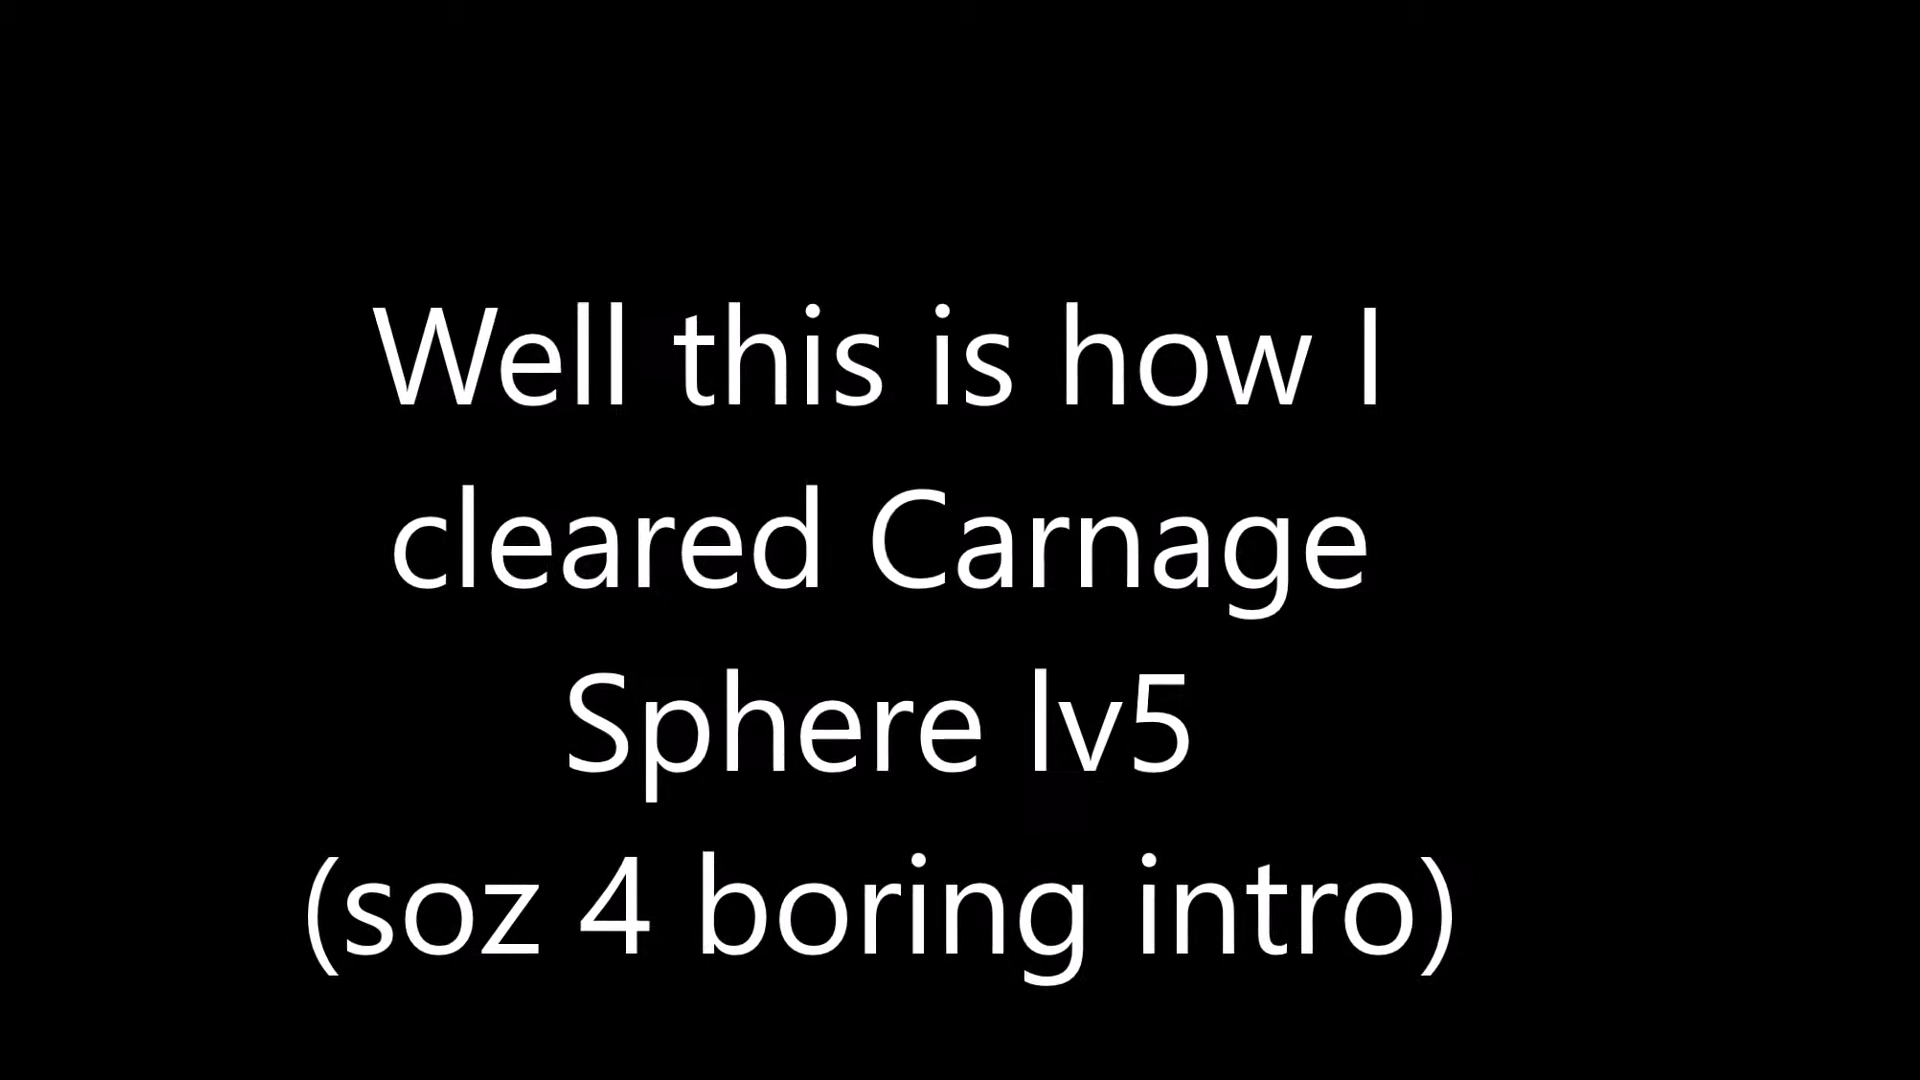 Well this is how I
cleared Carnage
Sphere lv5
(soz 4 boring intro)